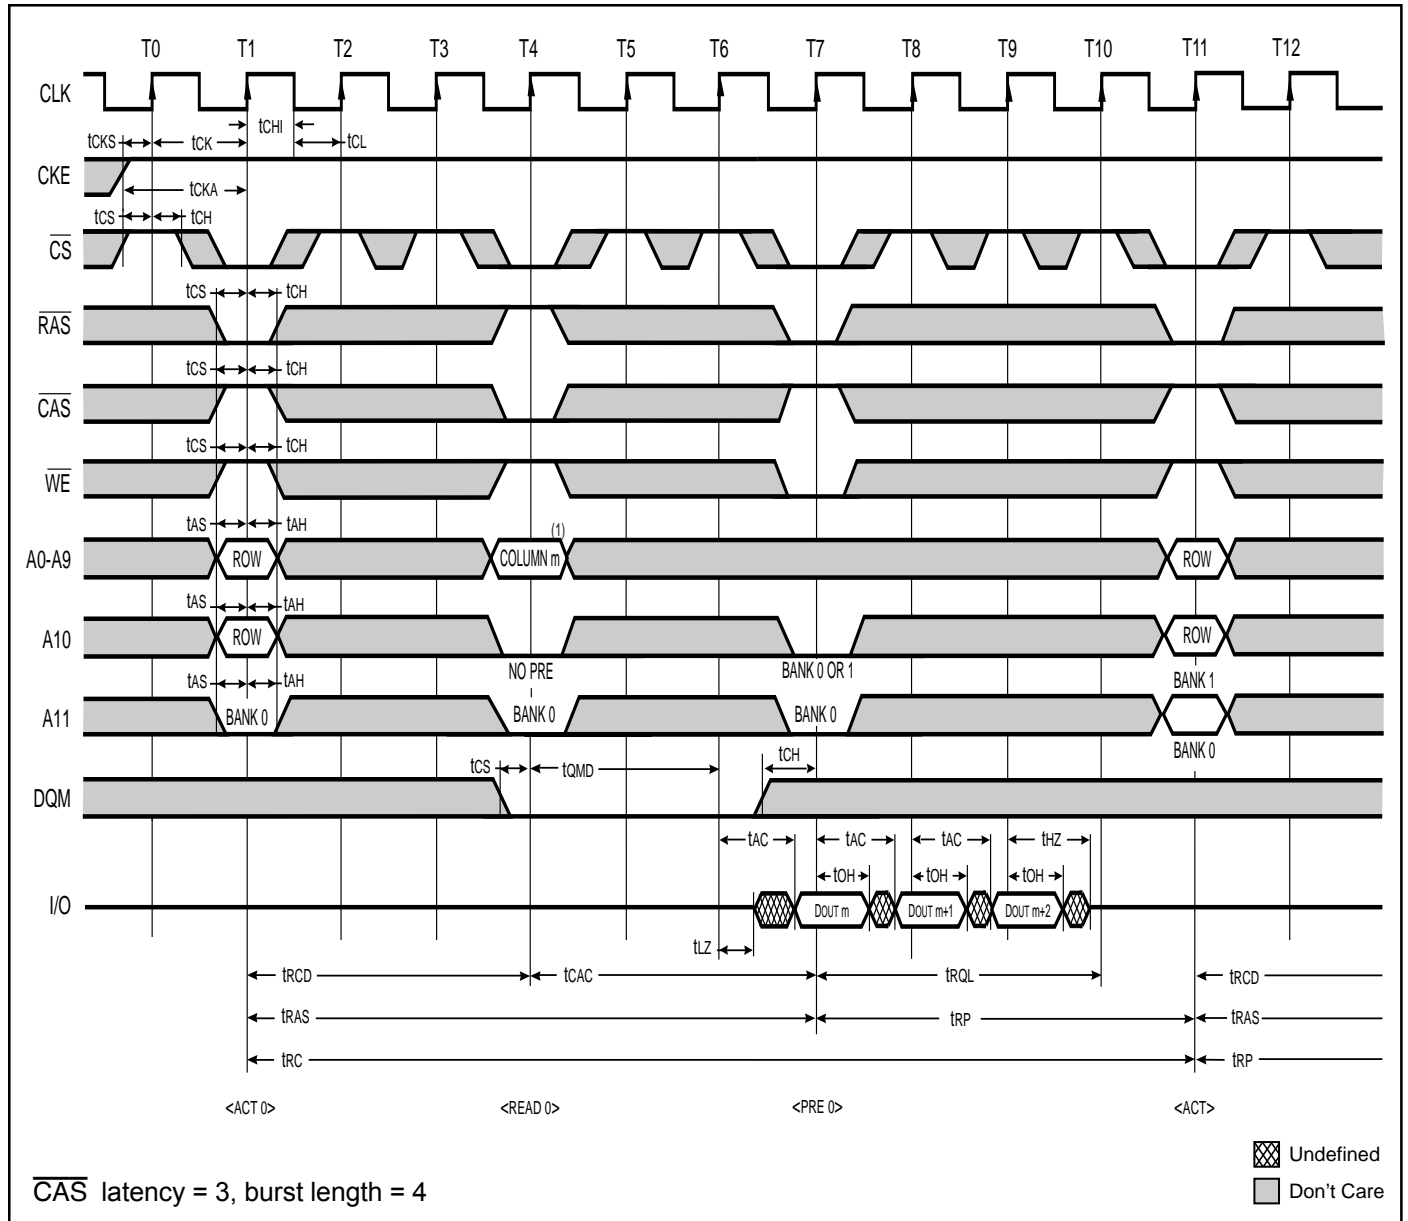 T0 T1 T2 T3 T4 T5 T6 T7 T8 T9 T10 T11 T12
CLK
tCHI
tCKS tCK tCL
CKE
tCKA
tCS tCH
CS
tCS tCH
RAS
tCS tCH
CAS
tCS tCH
WE
tAS tAH (1)
A0-A9 ROW COLUMN m ROW
tAS tAH
A10 ROW ROW
NO PRE BANK 0 OR 1 BANK 1
tAS tAH
A11 BANK 0 BANK 0 BANK 0
BANK 0
tCS tQMD tCH
DQM
tAC tAC tAC tHZ
tOH tOH tOH
I/O DOUT m DOUT m+1 DOUT m+2
tLZ
tRCD tCAC tRQL tRCD
tRAS tRP tRAS
tRC tRP
<ACT 0> <READ 0> <PRE 0> <ACT>
Undefined
CAS latency = 3, burst length = 4
Don't Care